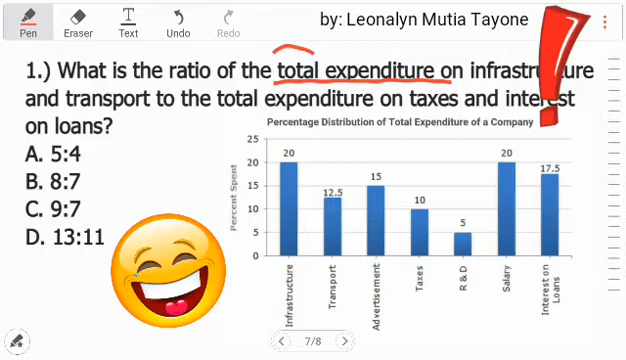 Pen
Eraser
Text
Undo
Redo
by: Leonalyn Mutia Tayone
1.) What is the ratio of the total expenditure on infrastructure
and transport to the total expenditure on taxes and interest
on loans?
A. 5:4
B. 8:7
C. 9:7
D. 13:11
Percentage Distribution of Total Expenditure of a Company
Percent Spent
25
20
15
10
5
0
20
12.5
15
10
5
20
17.5
Infrastructure
Transport
Advertisement
Taxes
R & D
Salary
Interest on
Loans
7/8